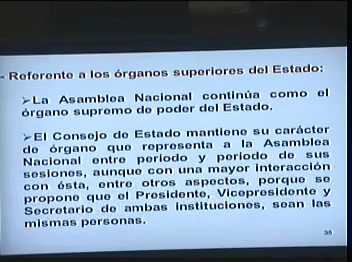 - Referente a los órganos superiores del Estado:
➢La Asamblea Nacional continúa como el
órgano supremo de poder del Estado.
➢El Consejo de Estado mantiene su carácter
de órgano que representa a la Asamblea
Nacional entre periodo y periodo de sus
sesiones, aunque con una mayor interacción
con ésta, entre otros aspectos, porque se
propone que el Presidente, Vicepresidente y
Secretario de ambas instituciones, sean las
mismas personas.